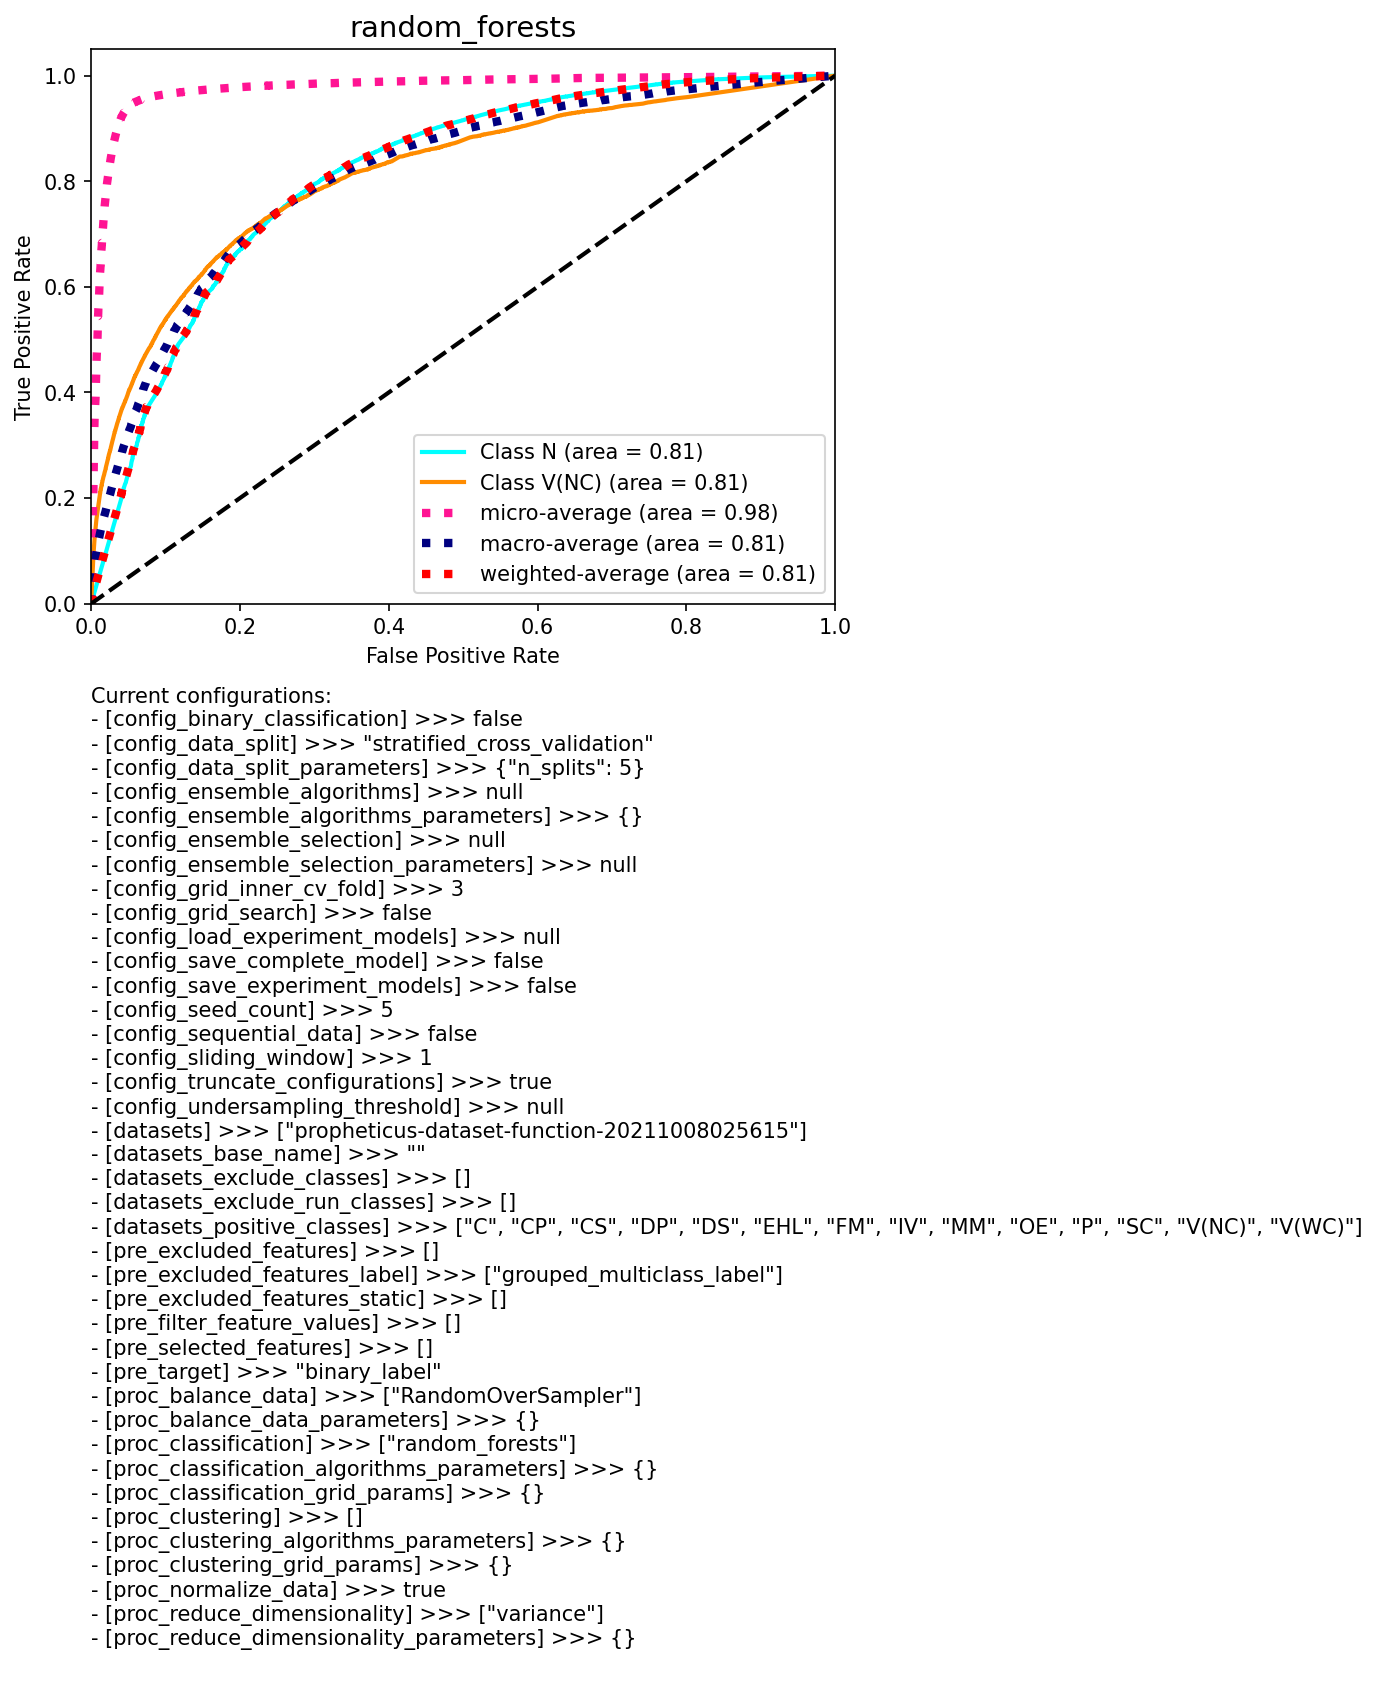 random_forests
1.0
0.8
0.6
0.4
0.2
0.0
True Positive Rate
Class N (area = 0.81)
Class V(NC) (area = 0.81)
micro-average (area = 0.98)
macro-average (area = 0.81)
weighted-average (area = 0.81)
0.0 0.2 0.4 0.6 0.8 1.0
False Positive Rate
Current configurations:
- [config_binary_classification] >>> false
- [config_data_split] >>> "stratified_cross_validation"
- [config_data_split_parameters] >>> {"n_splits": 5}
- [config_ensemble_algorithms] >>> null
- [config_ensemble_algorithms_parameters] >>> {}
- [config_ensemble_selection] >>> null
- [config_ensemble_selection_parameters] >>> null
- [config_grid_inner_cv_fold] >>> 3
- [config_grid_search] >>> false
- [config_load_experiment_models] >>> null
- [config_save_complete_model] >>> false
- [config_save_experiment_models] >>> false
- [config_seed_count] >>> 5
- [config_sequential_data] >>> false
- [config_sliding_window] >>> 1
- [config_truncate_configurations] >>> true
- [config_undersampling_threshold] >>> null
- [datasets] >>> ["propheticus-dataset-function-20211008025615"]
- [datasets_base_name] >>> ""
- [datasets_exclude_classes] >>> []
- [datasets_exclude_run_classes] >>> []
- [datasets_positive_classes] >>> ["C", "CP", "CS", "DP", "DS", "EHL", "FM", "IV", "MM", "OE", "P", "SC", "V(NC)", "V(WC)"]
- [pre_excluded_features] >>> []
- [pre_excluded_features_label] >>> ["grouped_multiclass_label"]
- [pre_excluded_features_static] >>> []
- [pre_filter_feature_values] >>> []
- [pre_selected_features] >>> []
- [pre_target] >>> "binary_label"
- [proc_balance_data] >>> ["RandomOverSampler"]
- [proc_balance_data_parameters] >>> {}
- [proc_classification] >>> ["random_forests"]
- [proc_classification_algorithms_parameters] >>> {}
- [proc_classification_grid_params] >>> {}
- [proc_clustering] >>> []
- [proc_clustering_algorithms_parameters] >>> {}
- [proc_clustering_grid_params] >>> {}
- [proc_normalize_data] >>> true
- [proc_reduce_dimensionality] >>> ["variance"]
- [proc_reduce_dimensionality_parameters] >>> {}